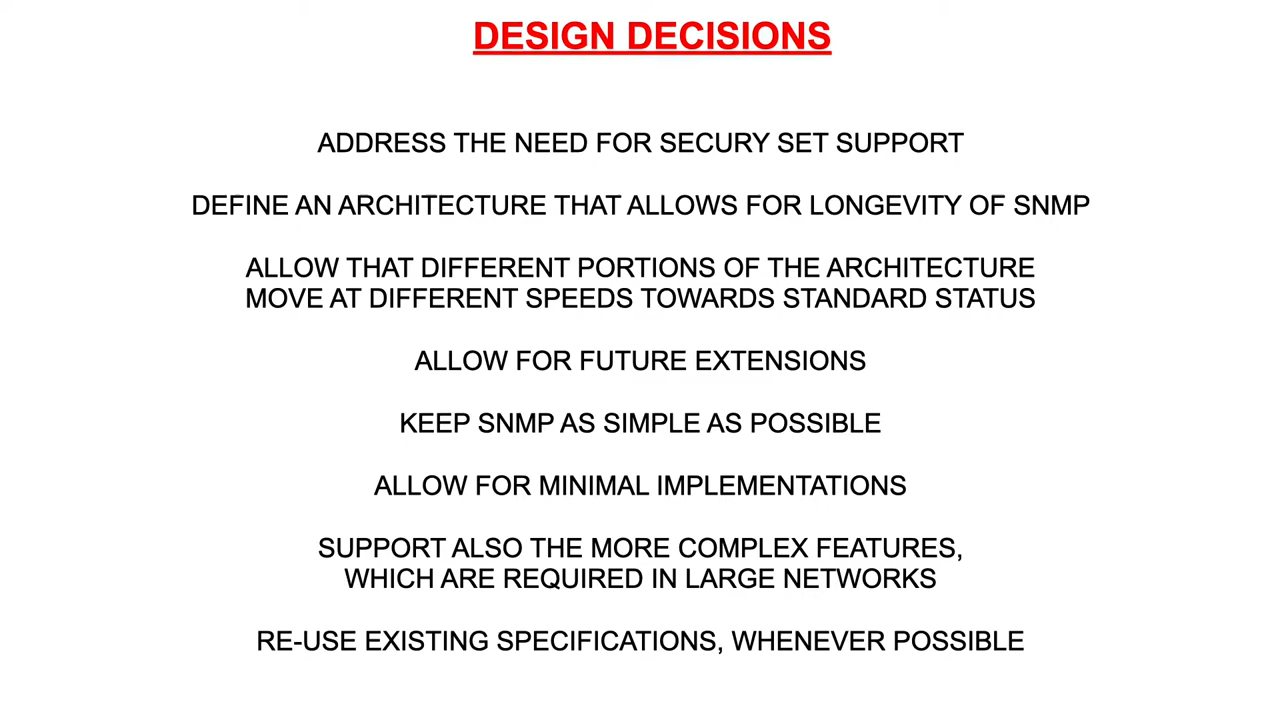 DESIGN DECISIONS
ADDRESS THE NEED FOR SECURY SET SUPPORT
DEFINE AN ARCHITECTURE THAT ALLOWS FOR LONGEVITY OF SNMP
ALLOW THAT DIFFERENT PORTIONS OF THE ARCHITECTURE
MOVE AT DIFFERENT SPEEDS TOWARDS STANDARD STATUS
ALLOW FOR FUTURE EXTENSIONS
KEEP SNMP AS SIMPLE AS POSSIBLE
ALLOW FOR MINIMAL IMPLEMENTATIONS
SUPPORT ALSO THE MORE COMPLEX FEATURES,
WHICH ARE REQUIRED IN LARGE NETWORKS
RE-USE EXISTING SPECIFICATIONS, WHENEVER POSSIBLE